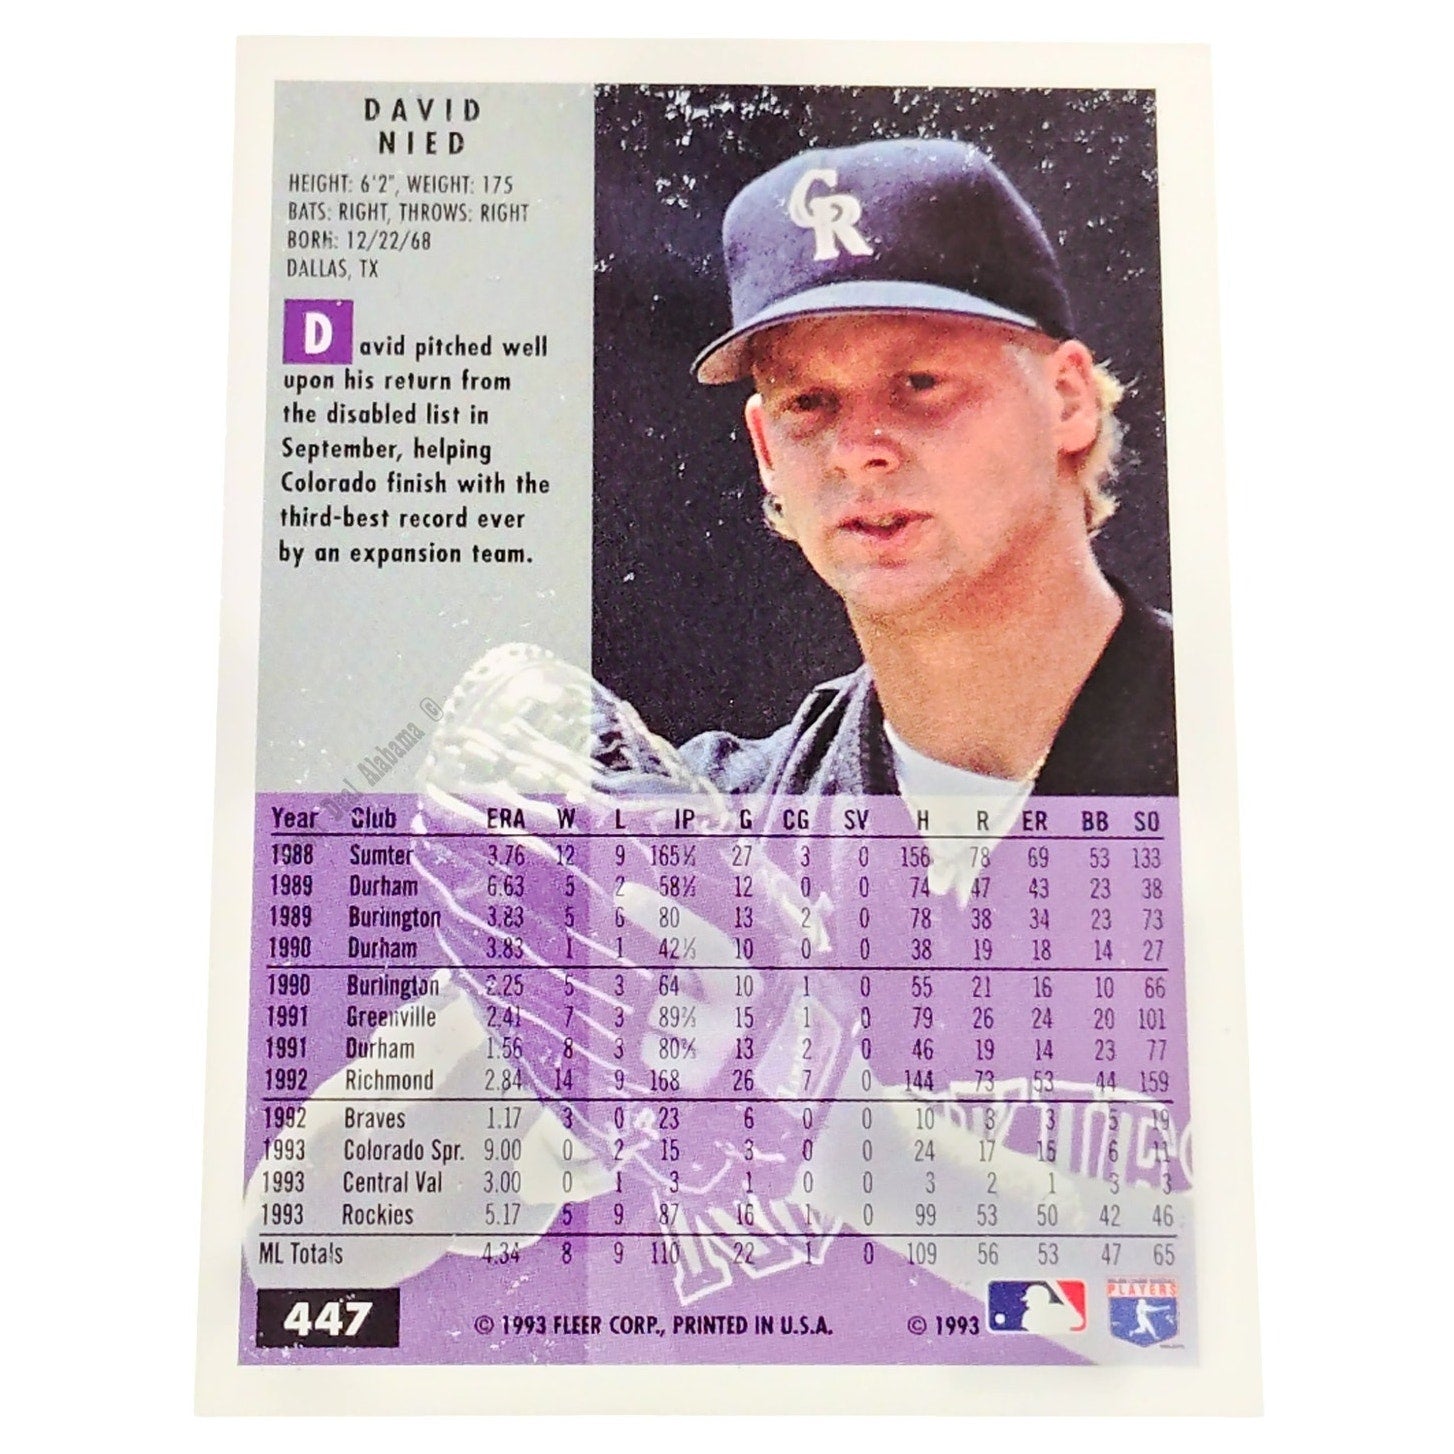 DAVID
NIED
HEIGHT: 6'2", WEIGHT: 175
BATS: RIGHT, THROWS: RIGHT
BORN: 12/22/68
DALLAS, TX
David pitched well
upon his return from
the disabled list in
September, helping
Colorado finish with the
third-best record ever
by an expansion team.
Deal Alabama ©
CR
Year Club ERA W L IP G CG SV H R ER BB SO
1988 Sumter 3.76 12 9 165⅓ 27 3 0 156 78 69 53 133
1989 Durham 6.63 5 2 58⅓ 12 0 0 74 47 43 23 38
1989 Burlington 3.83 5 6 80 13 2 0 78 38 34 23 73
1990 Durham 3.83 1 1 42⅓ 10 0 0 38 19 18 14 27
1990 Burlington 2.25 5 3 64 10 1 0 55 21 16 10 66
1991 Greenville 2.41 7 3 89⅔ 15 1 0 79 26 24 20 101
1991 Durham 1.56 8 3 80⅔ 13 2 0 46 19 14 23 77
1992 Richmond 2.84 14 9 168 26 7 0 144 73 53 44 159
1992 Braves 1.17 3 0 23 6 0 0 10 3 3 5 19
1993 Colorado Spr. 9.00 0 2 15 3 0 0 24 17 15 6 11
1993 Central Val 3.00 0 1 3 1 0 0 3 2 1 3 3
1993 Rockies 5.17 5 9 87 16 1 0 99 53 50 42 46
ML Totals 4.34 8 9 110 22 1 0 109 56 53 47 65
447
© 1993 FLEER CORP., PRINTED IN U.S.A.
© 1993
PLAYERS